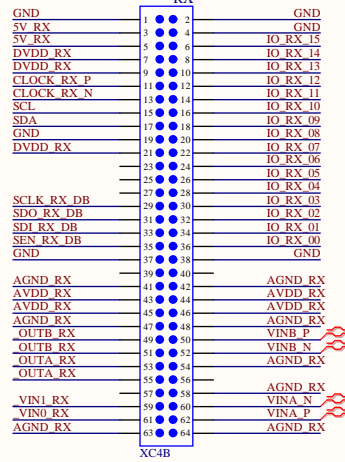 GND 1 2 GND
5V_RX 3 4 GND
5V_RX 5 6 IO_RX_15
DVDD_RX 7 8 IO_RX_14
DVDD_RX 9 10 IO_RX_13
CLOCK_RX_P 11 12 IO_RX_12
CLOCK_RX_N 13 14 IO_RX_11
SCL 15 16 IO_RX_10
SDA 17 18 IO_RX_09
GND 19 20 IO_RX_08
DVDD_RX 21 22 IO_RX_07
23 24 IO_RX_06
25 26 IO_RX_05
27 28 IO_RX_04
SCLK_RX_DB 29 30 IO_RX_03
SDO_RX_DB 31 32 IO_RX_02
SDI_RX_DB 33 34 IO_RX_01
SEN_RX_DB 35 36 IO_RX_00
GND 37 38 GND
39 40
AGND_RX 41 42 AGND_RX
AVDD_RX 43 44 AVDD_RX
AVDD_RX 45 46 AVDD_RX
AGND_RX 47 48 AGND_RX
_OUTB_RX 49 50 VINB_P
_OUTB_RX 51 52 VINB_N
_OUTA_RX 53 54 AGND_RX
_OUTA_RX 55 56
57 58 AGND_RX
_VIN1_RX 59 60 VINA_N
_VIN0_RX 61 62 VINA_P
AGND_RX 63 64 AGND_RX
XC4B